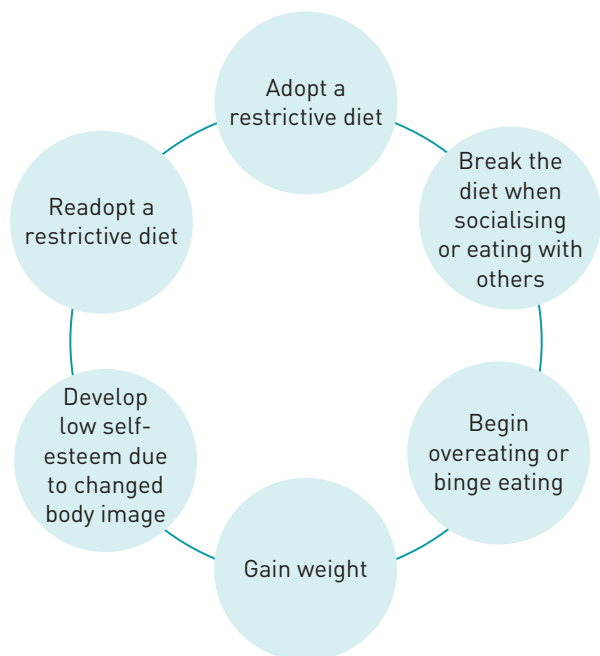 Adopt a
restrictive diet
Break the
diet when
socialising
or eating with
others
Begin
overeating or
binge eating
Gain weight
Develop
low self-
esteem due
to changed
body image
Readopt a
restrictive diet